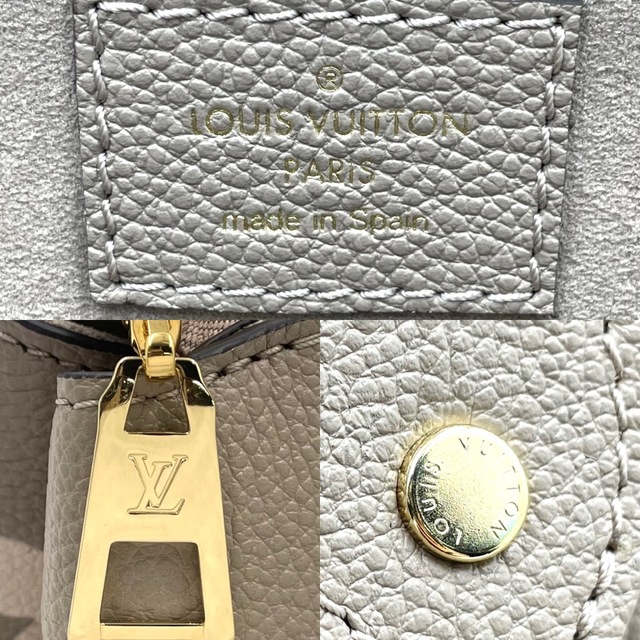 ®
LOUIS VUITTON
PARIS
made in Spain
LV
LOUIS VUITTON